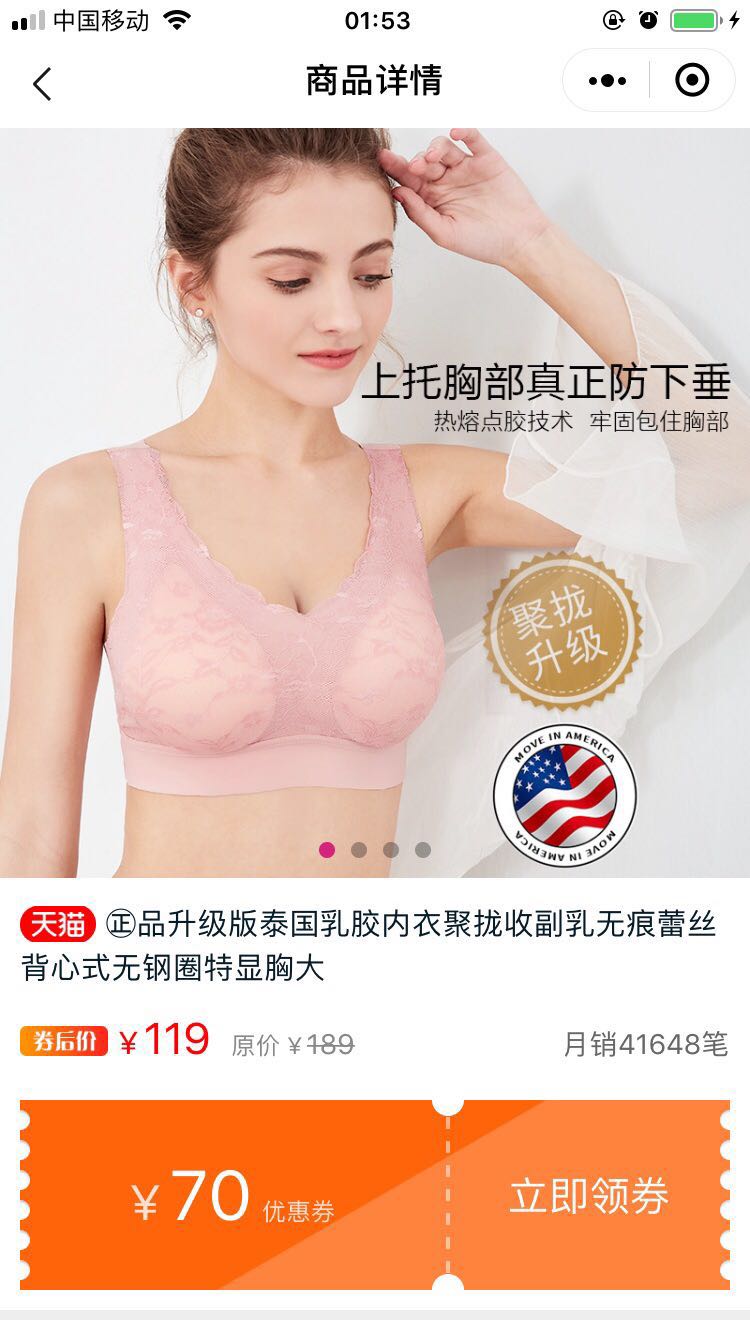 中国移动
01:53
商品详情
上托胸部真正防下垂
热熔点胶技术 牢固包住胸部
聚拢
升级
MOVE IN AMERICA
MOVE IN AMERICA
天猫 ㊣品升级版泰国乳胶内衣聚拢收副乳无痕蕾丝
背心式无钢圈特显胸大
券后价 ¥119 原价 ¥189 月销41648笔
¥70 优惠券 立即领券